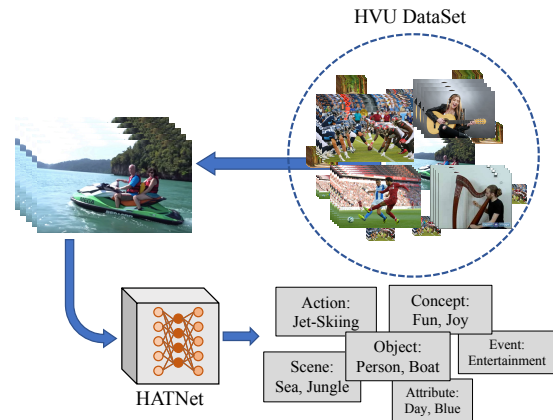 HVU DataSet
HATNet
Action:
Jet-Skiing
Concept:
Fun, Joy
Object:
Person, Boat
Event:
Entertainment
Scene:
Sea, Jungle
Attribute:
Day, Blue